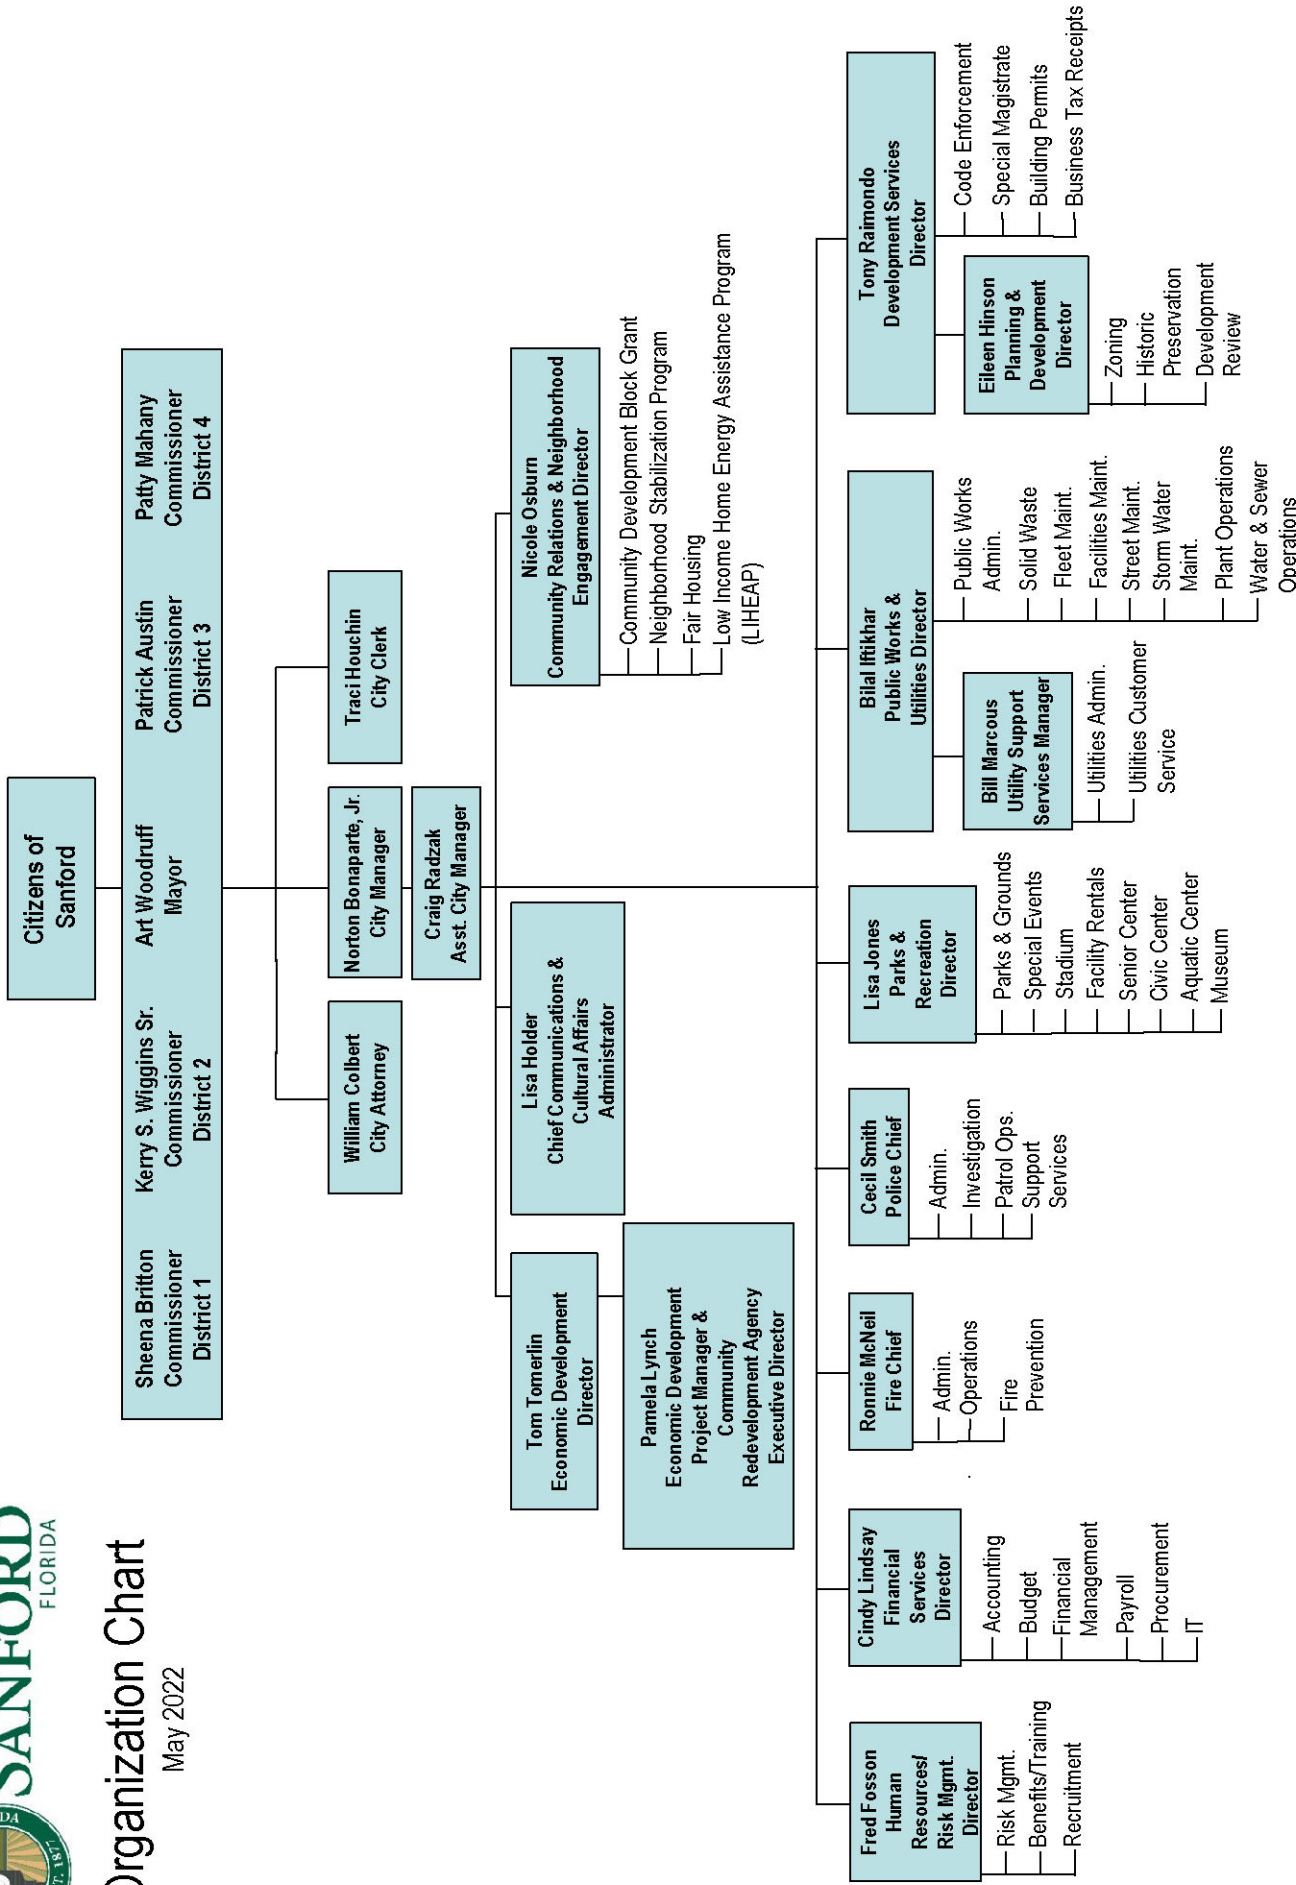 SANFORD
FLORIDA
Organization Chart
May 2022
Citizens of
Sanford
Sheena Britton
Commissioner
District 1
Kerry S. Wiggins Sr.
Commissioner
District 2
Art Woodruff
Mayor
Patrick Austin
Commissioner
District 3
Patty Mahany
Commissioner
District 4
William Colbert
City Attorney
Norton Bonaparte, Jr.
City Manager
Traci Houchin
City Clerk
Craig Radzak
Asst. City Manager
Tom Tomerlin
Economic Development
Director
Pamela Lynch
Economic Development
Project Manager &
Community
Redevelopment Agency
Executive Director
Lisa Holder
Chief Communications &
Cultural Affairs
Administrator
Nicole Osburn
Community Relations & Neighborhood
Engagement Director
Community Development Block Grant
Neighborhood Stabilization Program
Fair Housing
Low Income Home Energy Assistance Program
(LIHEAP)
Fred Fosson
Human
Resources/
Risk Mgmt.
Director
Risk Mgmt.
Benefits/Training
Recruitment
Cindy Lindsay
Financial
Services
Director
Accounting
Budget
Financial
Management
Payroll
Procurement
IT
Ronnie McNeil
Fire Chief
Admin.
Operations
Fire
Prevention
Cecil Smith
Police Chief
Admin.
Investigation
Patrol Ops.
Support
Services
Lisa Jones
Parks &
Recreation
Director
Parks & Grounds
Special Events
Stadium
Facility Rentals
Senior Center
Civic Center
Aquatic Center
Museum
Bilal Iftikhar
Public Works &
Utilities Director
Bill Marcous
Utility Support
Services Manager
Utilities Admin.
Utilities Customer
Service
Public Works
Admin.
Solid Waste
Fleet Maint.
Facilities Maint.
Street Maint.
Storm Water
Maint.
Plant Operations
Water & Sewer
Operations
Tony Raimondo
Development Services
Director
Eileen Hinson
Planning &
Development
Director
Zoning
Historic
Preservation
Development
Review
Code Enforcement
Special Magistrate
Building Permits
Business Tax Receipts